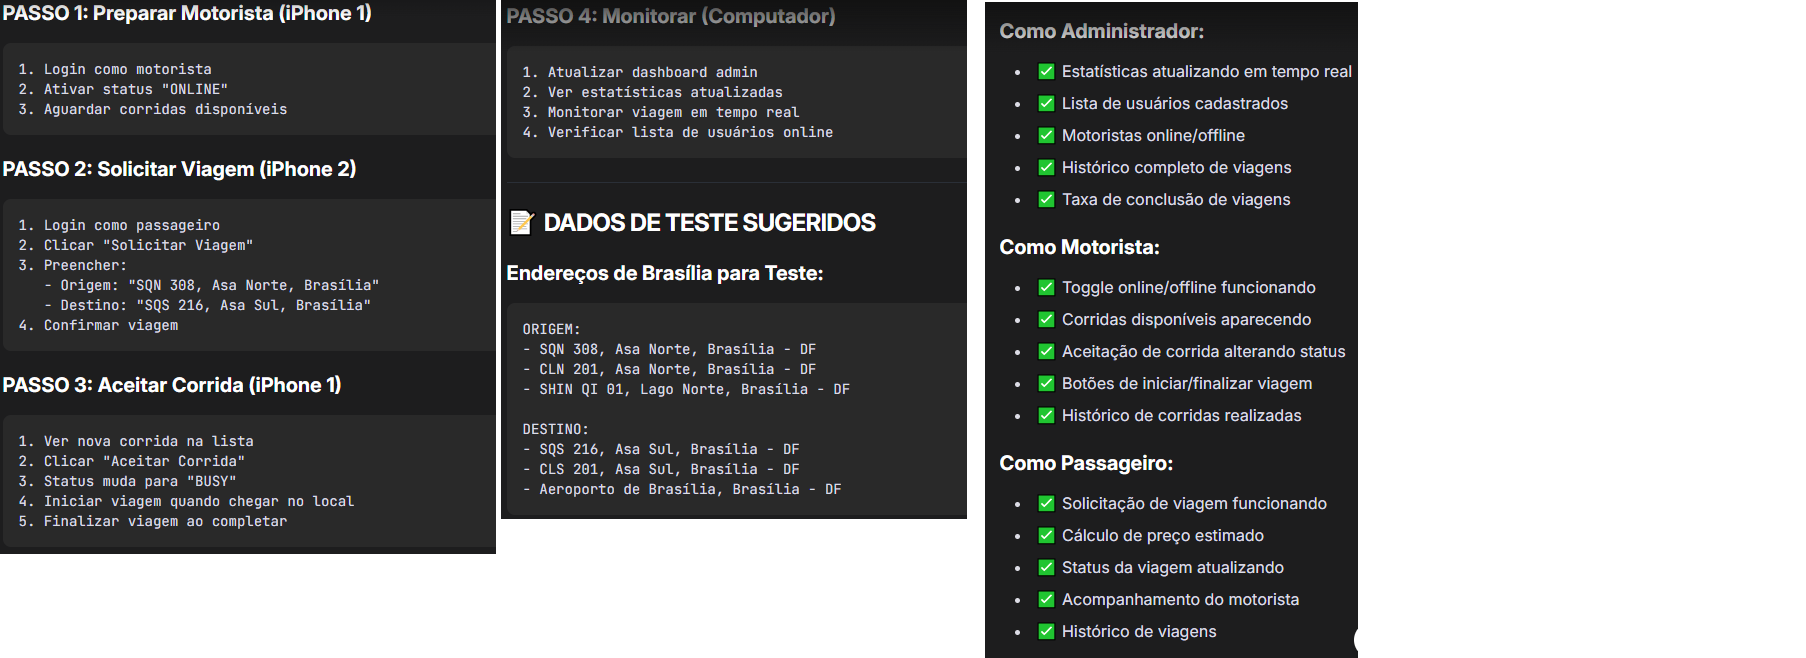 PASSO 1: Preparar Motorista (iPhone 1)
1. Login como motorista
2. Ativar status "ONLINE"
3. Aguardar corridas disponíveis
PASSO 2: Solicitar Viagem (iPhone 2)
1. Login como passageiro
2. Clicar "Solicitar Viagem"
3. Preencher:
- Origem: "SQN 308, Asa Norte, Brasília"
- Destino: "SQS 216, Asa Sul, Brasília"
4. Confirmar viagem
PASSO 3: Aceitar Corrida (iPhone 1)
1. Ver nova corrida na lista
2. Clicar "Aceitar Corrida"
3. Status muda para "BUSY"
4. Iniciar viagem quando chegar no local
5. Finalizar viagem ao completar
PASSO 4: Monitorar (Computador)
1. Atualizar dashboard admin
2. Ver estatísticas atualizadas
3. Monitorar viagem em tempo real
4. Verificar lista de usuários online
📝 DADOS DE TESTE SUGERIDOS
Endereços de Brasília para Teste:
ORIGEM:
- SQN 308, Asa Norte, Brasília - DF
- CLN 201, Asa Norte, Brasília - DF
- SHIN QI 01, Lago Norte, Brasília - DF
DESTINO:
- SQS 216, Asa Sul, Brasília - DF
- CLS 201, Asa Sul, Brasília - DF
- Aeroporto de Brasília, Brasília - DF
Como Administrador:
• ✅ Estatísticas atualizando em tempo real
• ✅ Lista de usuários cadastrados
• ✅ Motoristas online/offline
• ✅ Histórico completo de viagens
• ✅ Taxa de conclusão de viagens
Como Motorista:
• ✅ Toggle online/offline funcionando
• ✅ Corridas disponíveis aparecendo
• ✅ Aceitação de corrida alterando status
• ✅ Botões de iniciar/finalizar viagem
• ✅ Histórico de corridas realizadas
Como Passageiro:
• ✅ Solicitação de viagem funcionando
• ✅ Cálculo de preço estimado
• ✅ Status da viagem atualizando
• ✅ Acompanhamento do motorista
• ✅ Histórico de viagens